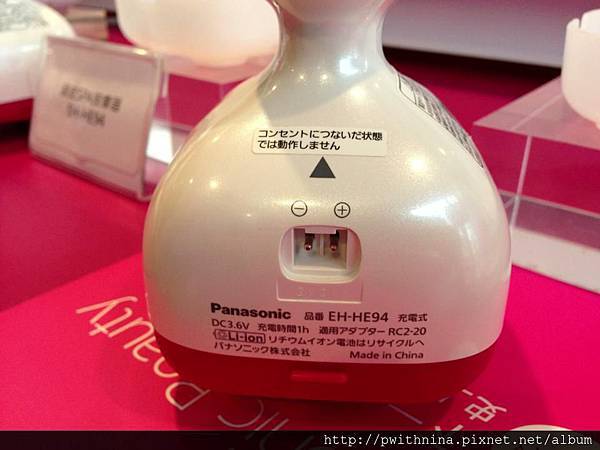 コンセントにつないだ状態
では動作しません
⊖ ⊕
Panasonic 品番 EH-HE94 充電式
DC3.6V 充電時間1h 適用アダプター RC2-20
Li-ion リチウムイオン電池はリサイクルへ
パナソニック株式会社 Made in China
EH-HE94
Beauty
http://pwithnina.pixnet.net/album